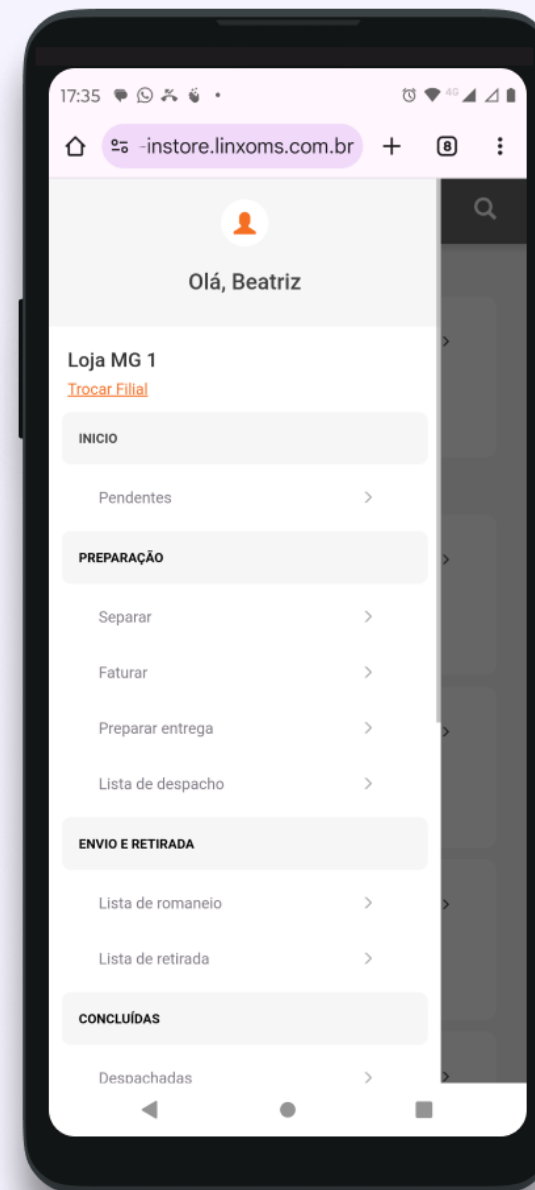 17:35
4G
-instore.linxoms.com.br
8
Olá, Beatriz
Loja MG 1
Trocar Filial
INICIO
Pendentes
PREPARAÇÃO
Separar
Faturar
Preparar entrega
Lista de despacho
ENVIO E RETIRADA
Lista de romaneio
Lista de retirada
CONCLUÍDAS
Despachadas